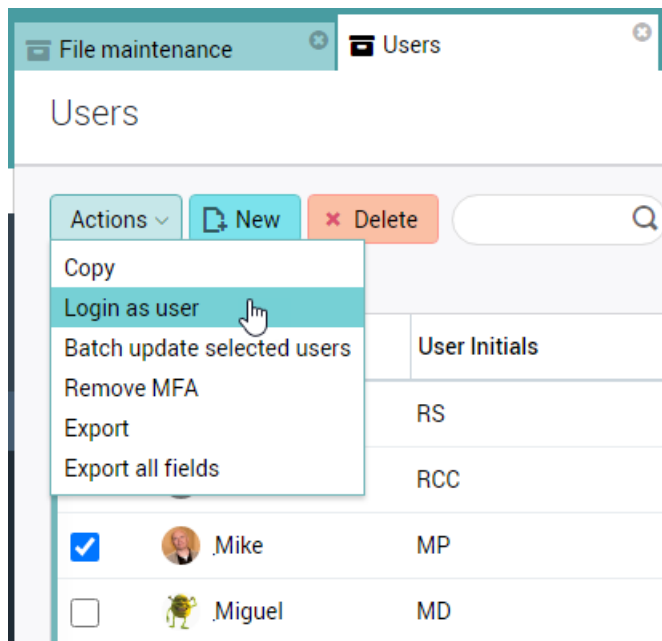 File maintenance
Users
Users
Actions New Delete
Copy
Login as user
Batch update selected users
Remove MFA
Export
Export all fields
User Initials
RS
RCC
.Mike MP
.Miguel MD